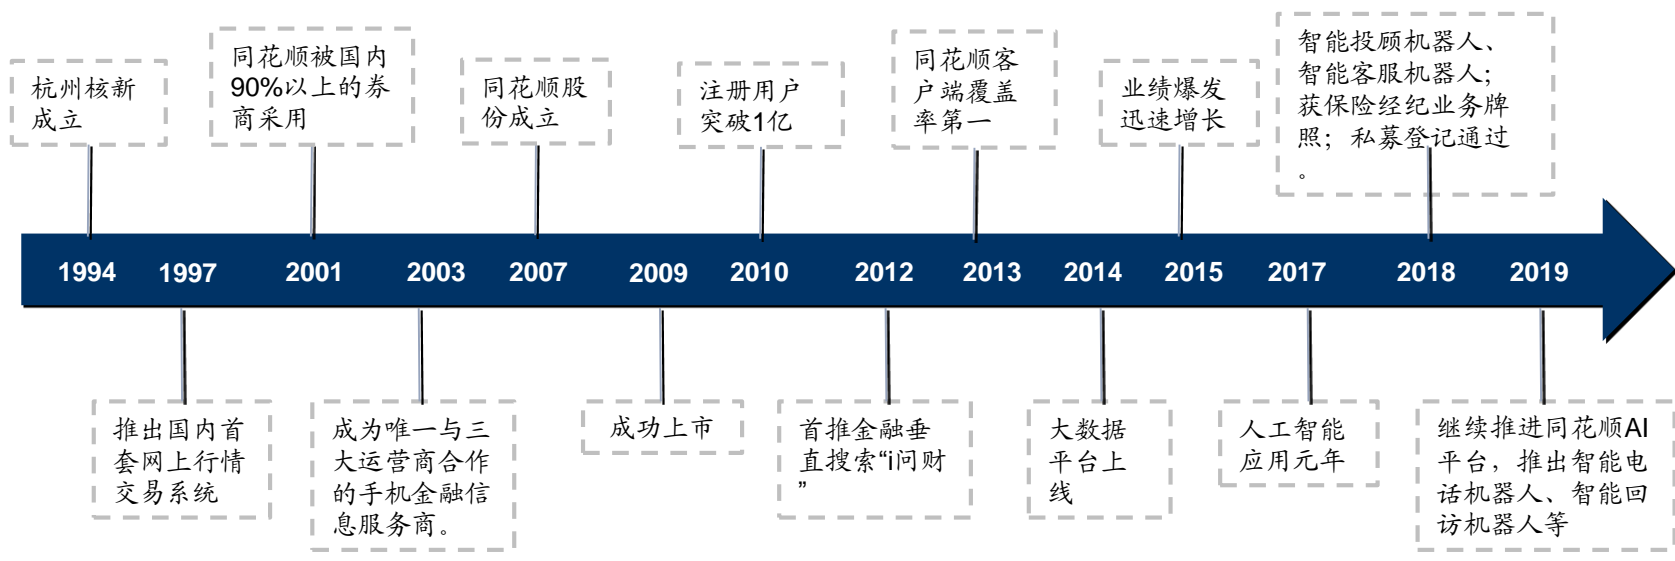 杭州核新
成立
同花顺被国内
90%以上的券
商采用
同花顺股
份成立
注册用户
突破1亿
同花顺客
户端覆盖
率第一
业绩爆发
迅速增长
智能投顾机器人、
智能客服机器人；
获保险经纪业务牌
照；私募登记通过
。
1994 1997 2001 2003 2007 2009 2010 2012 2013 2014 2015 2017 2018 2019
推出国内首
套网上行情
交易系统
成为唯一与三
大运营商合作
的手机金融信
息服务商。
成功上市
首推金融垂
直搜索“i问财
”
大数据
平台上
线
人工智能
应用元年
继续推进同花顺AI
平台，推出智能电
话机器人、智能回
访机器人等